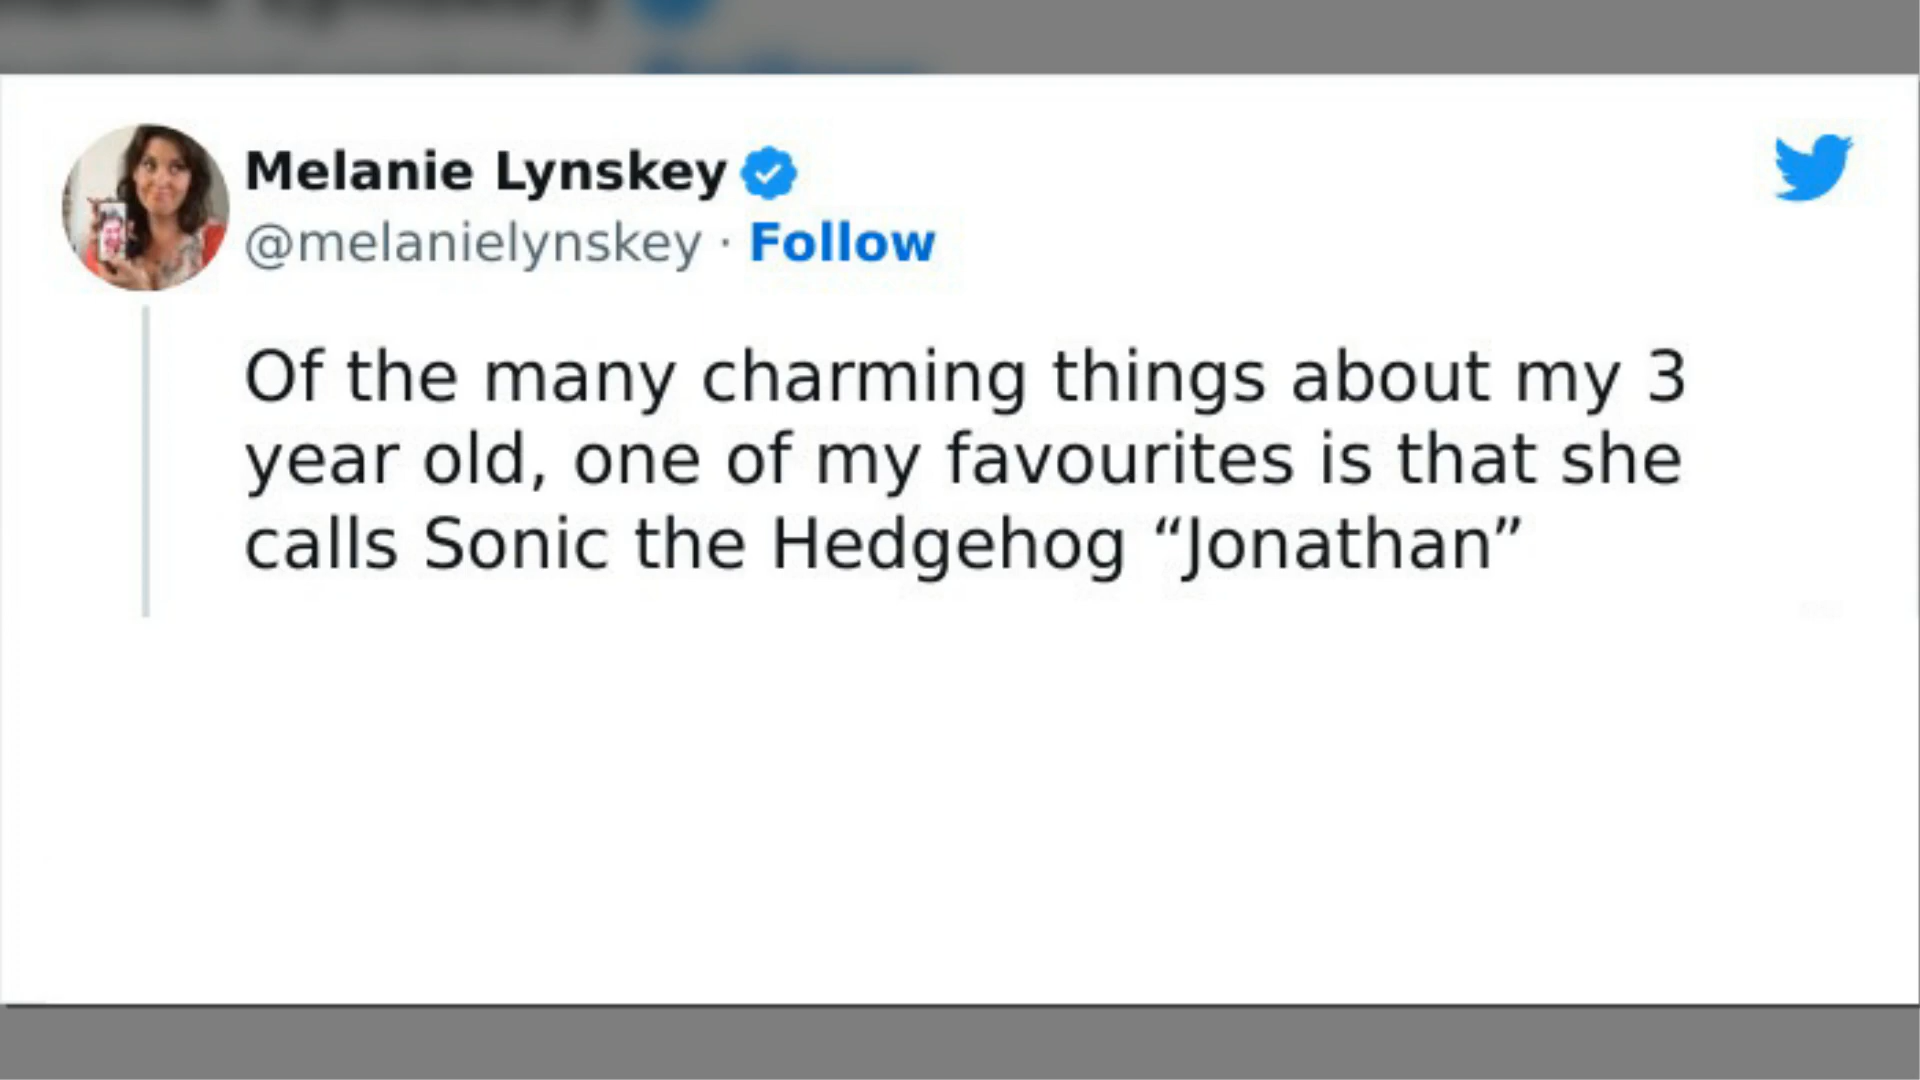 Melanie Lynskey
@melanielynskey · Follow
Of the many charming things about my 3
year old, one of my favourites is that she
calls Sonic the Hedgehog “Jonathan”